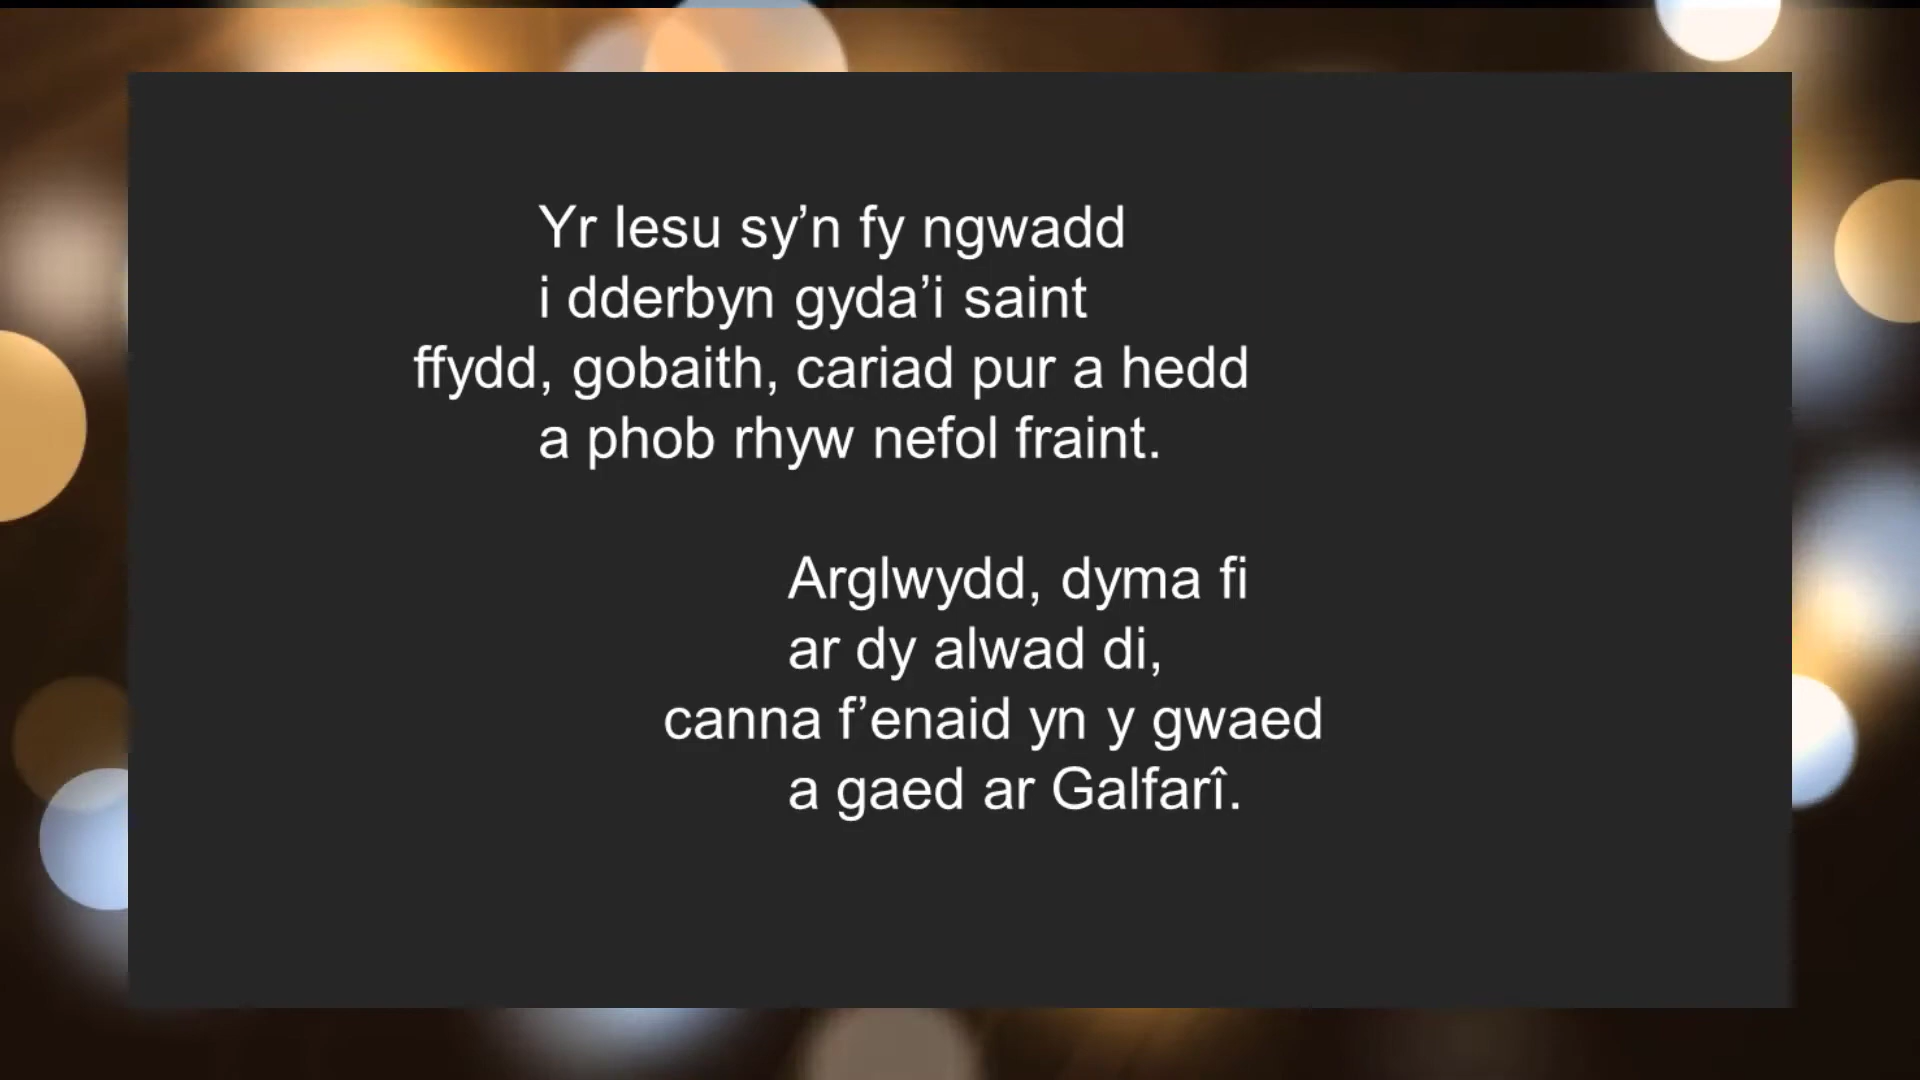 Yr Iesu sy’n fy ngwadd
i dderbyn gyda’i saint
ffydd, gobaith, cariad pur a hedd
a phob rhyw nefol fraint.
Arglwydd, dyma fi
ar dy alwad di,
canna f’enaid yn y gwaed
a gaed ar Galfarî.